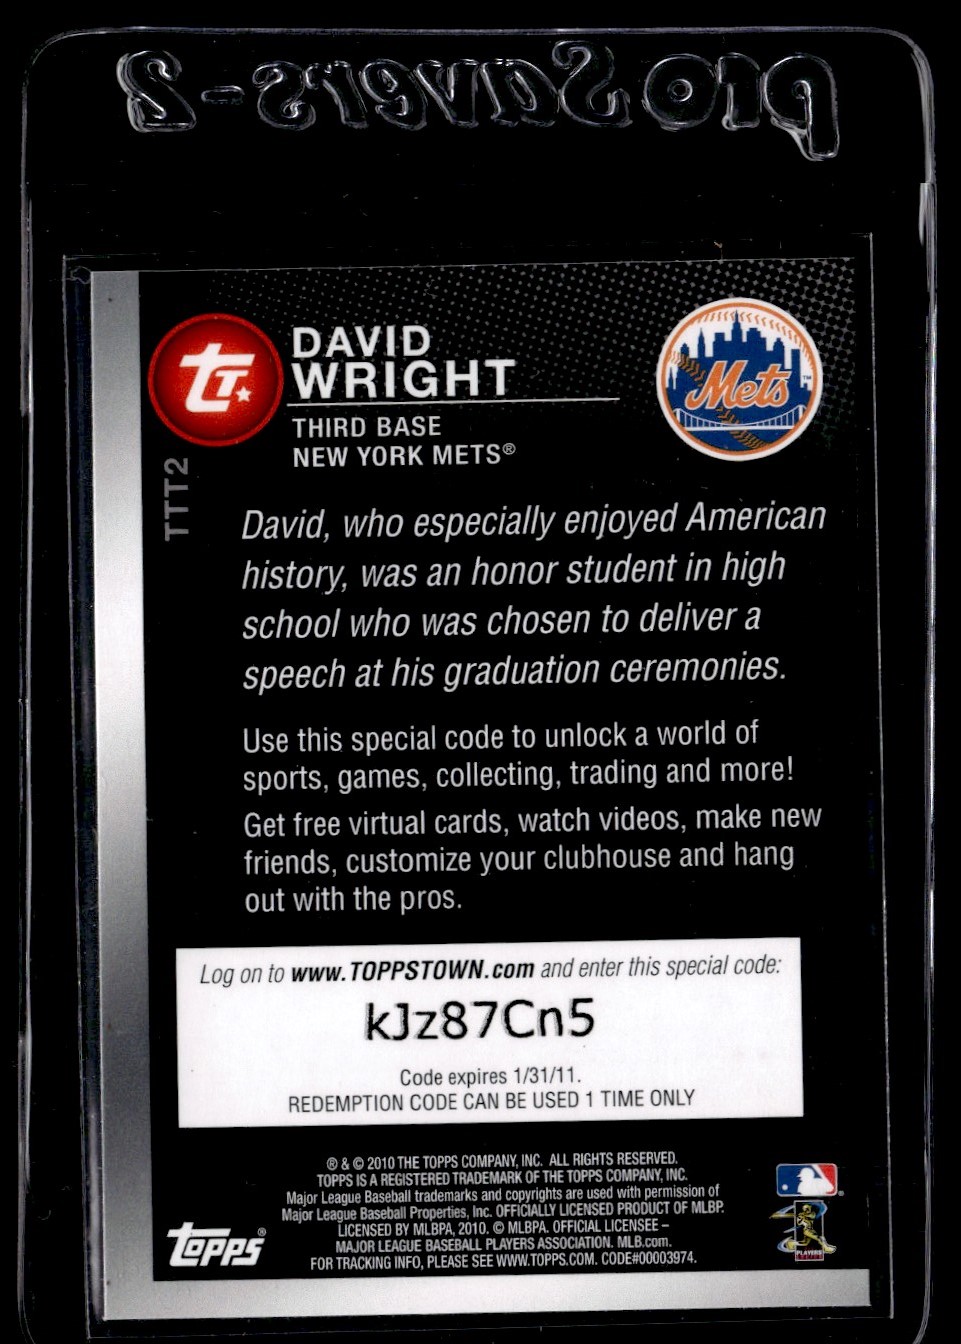 pro Savers-2
DAVID
WRIGHT
THIRD BASE
NEW YORK METS®
Mets™
TT
TTT2
David, who especially enjoyed American
history, was an honor student in high
school who was chosen to deliver a
speech at his graduation ceremonies.
Use this special code to unlock a world of
sports, games, collecting, trading and more!
Get free virtual cards, watch videos, make new
friends, customize your clubhouse and hang
out with the pros.
Log on to www.TOPPSTOWN.com and enter this special code:
kJz87Cn5
Code expires 1/31/11.
REDEMPTION CODE CAN BE USED 1 TIME ONLY
® & © 2010 THE TOPPS COMPANY, INC. ALL RIGHTS RESERVED.
TOPPS IS A REGISTERED TRADEMARK OF THE TOPPS COMPANY, INC.
Major League Baseball trademarks and copyrights are used with permission of
Major League Baseball Properties, Inc. OFFICIALLY LICENSED PRODUCT OF MLBP.
LICENSED BY MLBPA, 2010. © MLBPA. OFFICIAL LICENSEE –
MAJOR LEAGUE BASEBALL PLAYERS ASSOCIATION. MLB.com.
FOR TRACKING INFO, PLEASE SEE WWW.TOPPS.COM. CODE#00003974.
topps®
PLAYERS